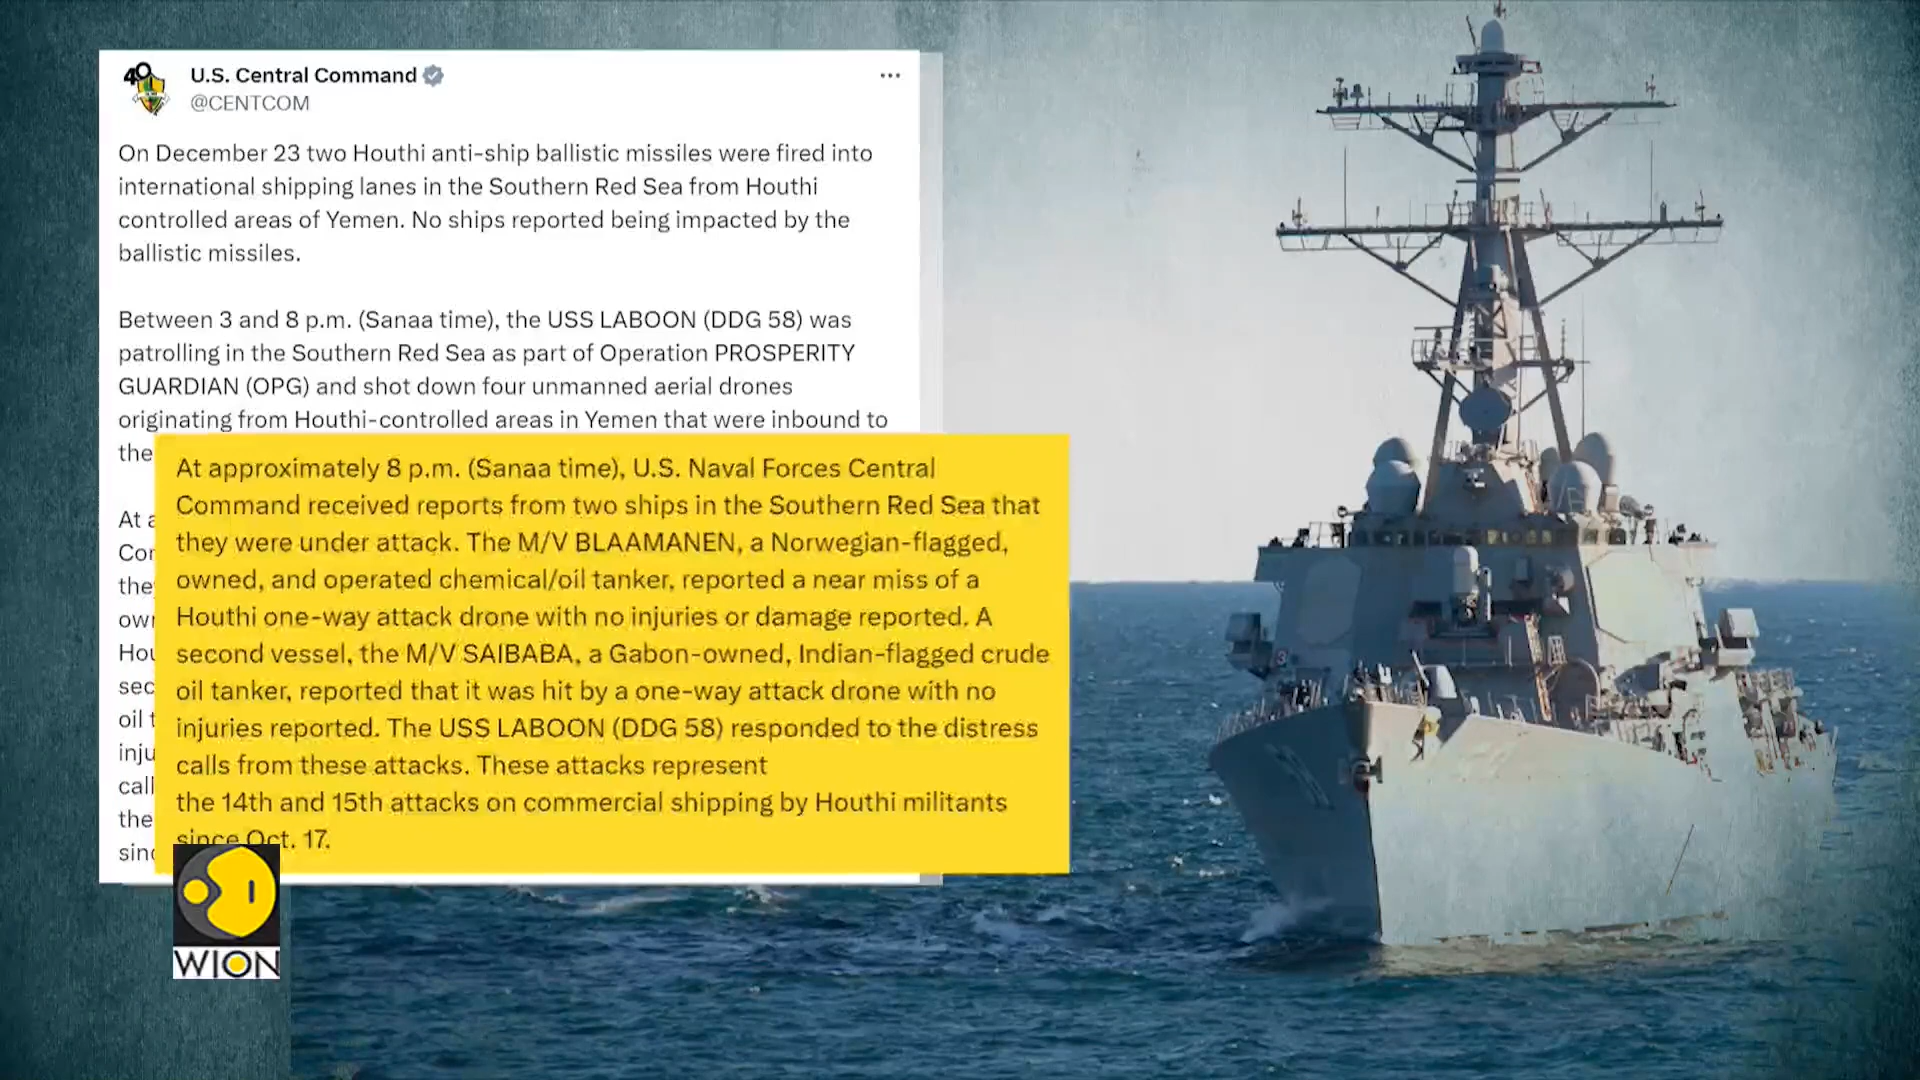 40
U.S. Central Command
@CENTCOM
On December 23 two Houthi anti-ship ballistic missiles were fired into
international shipping lanes in the Southern Red Sea from Houthi
controlled areas of Yemen. No ships reported being impacted by the
ballistic missiles.
Between 3 and 8 p.m. (Sanaa time), the USS LABOON (DDG 58) was
patrolling in the Southern Red Sea as part of Operation PROSPERITY
GUARDIAN (OPG) and shot down four unmanned aerial drones
originating from Houthi-controlled areas in Yemen that were inbound to
the
At approximately 8 p.m. (Sanaa time), U.S. Naval Forces Central
Command received reports from two ships in the Southern Red Sea that
they were under attack. The M/V BLAAMANEN, a Norwegian-flagged,
owned, and operated chemical/oil tanker, reported a near miss of a
Houthi one-way attack drone with no injuries or damage reported. A
second vessel, the M/V SAIBABA, a Gabon-owned, Indian-flagged crude
oil tanker, reported that it was hit by a one-way attack drone with no
injuries reported. The USS LABOON (DDG 58) responded to the distress
calls from these attacks. These attacks represent
the 14th and 15th attacks on commercial shipping by Houthi militants
since Oct. 17.
WION